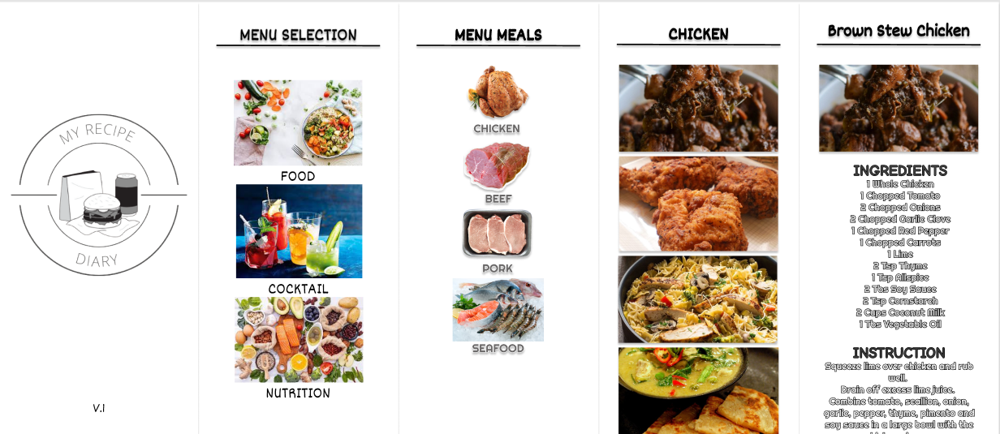 MY RECIPE
DIARY
V.1
MENU SELECTION
FOOD
COCKTAIL
NUTRITION
MENU MEALS
CHICKEN
BEEF
PORK
SEAFOOD
CHICKEN
Brown Stew Chicken
INGREDIENTS
1 Whole Chicken
1 Chopped Tomato
2 Chopped Onions
2 Chopped Garlic Clove
1 Chopped Red Pepper
1 Chopped Carrots
1 Lime
2 Tsp Thyme
1 Tsp Allspice
2 Tbs Soy Sauce
2 Tsp Cornstarch
2 Cups Coconut Milk
1 Tbs Vegetable Oil
INSTRUCTION
Squeeze lime over chicken and rub
well.
Drain off excess lime juice.
Combine tomato, scallion, onion,
garlic, pepper, thyme, pimento and
soy sauce in a large bowl with the